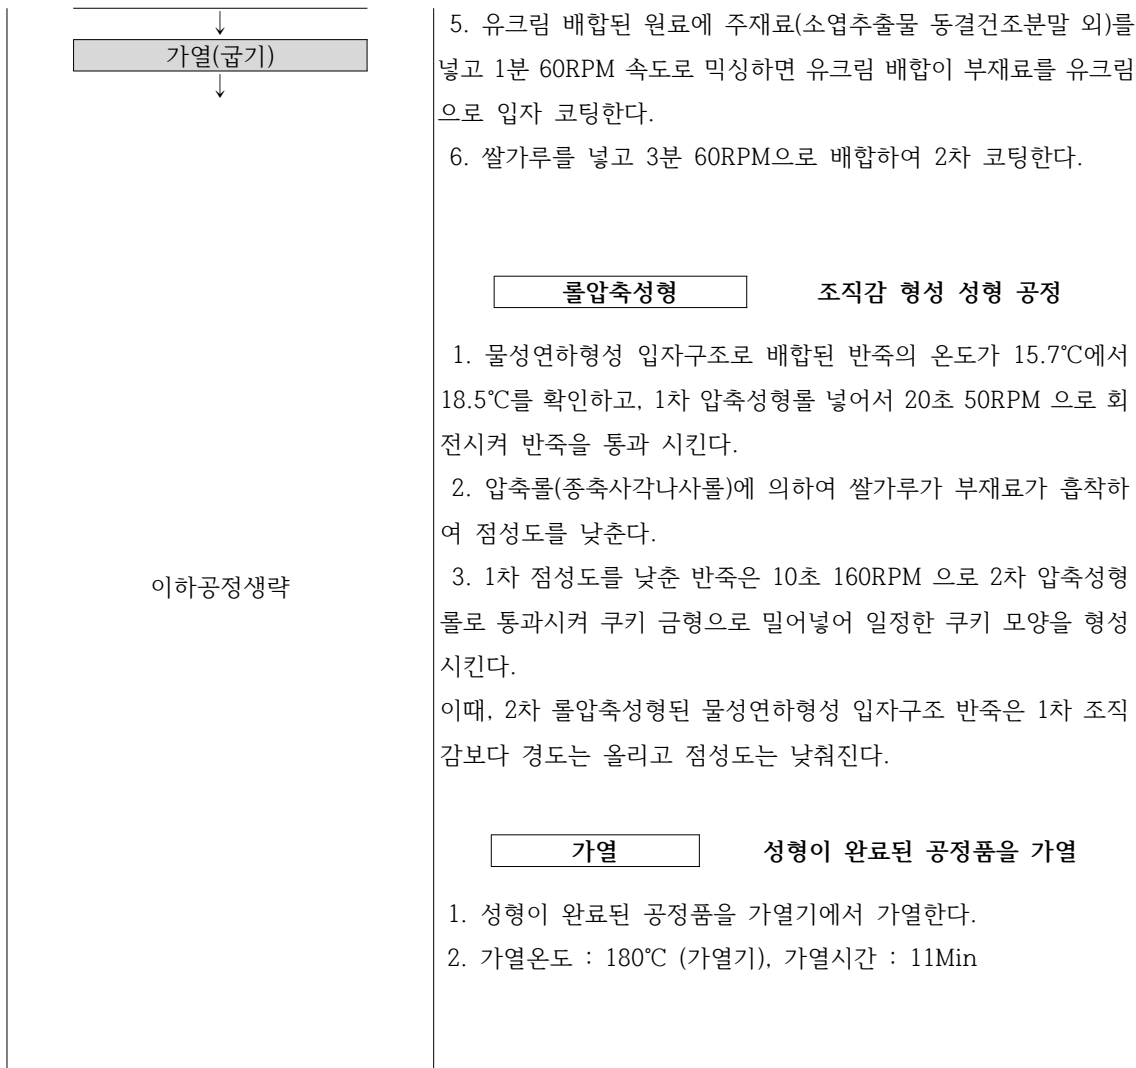 ↓
가열(굽기)
↓
이하공정생략
5. 유크림 배합된 원료에 주재료(소엽추출물 동결건조분말 외)를
넣고 1분 60RPM 속도로 믹싱하면 유크림 배합이 부재료를 유크림
으로 입자 코팅한다.
6. 쌀가루를 넣고 3분 60RPM으로 배합하여 2차 코팅한다.
롤압축성형 조직감 형성 성형 공정
1. 물성연하형성 입자구조로 배합된 반죽의 온도가 15.7℃에서
18.5℃를 확인하고, 1차 압축성형롤 넣어서 20초 50RPM 으로 회
전시켜 반죽을 통과 시킨다.
2. 압축롤(종축사각나사롤)에 의하여 쌀가루가 부재료가 흡착하
여 점성도를 낮춘다.
3. 1차 점성도를 낮춘 반죽은 10초 160RPM 으로 2차 압축성형
롤로 통과시켜 쿠키 금형으로 밀어넣어 일정한 쿠키 모양을 형성
시킨다.
이때, 2차 롤압축성형된 물성연하형성 입자구조 반죽은 1차 조직
감보다 경도는 올리고 점성도는 낮춰진다.
가열 성형이 완료된 공정품을 가열
1. 성형이 완료된 공정품을 가열기에서 가열한다.
2. 가열온도 : 180℃ (가열기), 가열시간 : 11Min